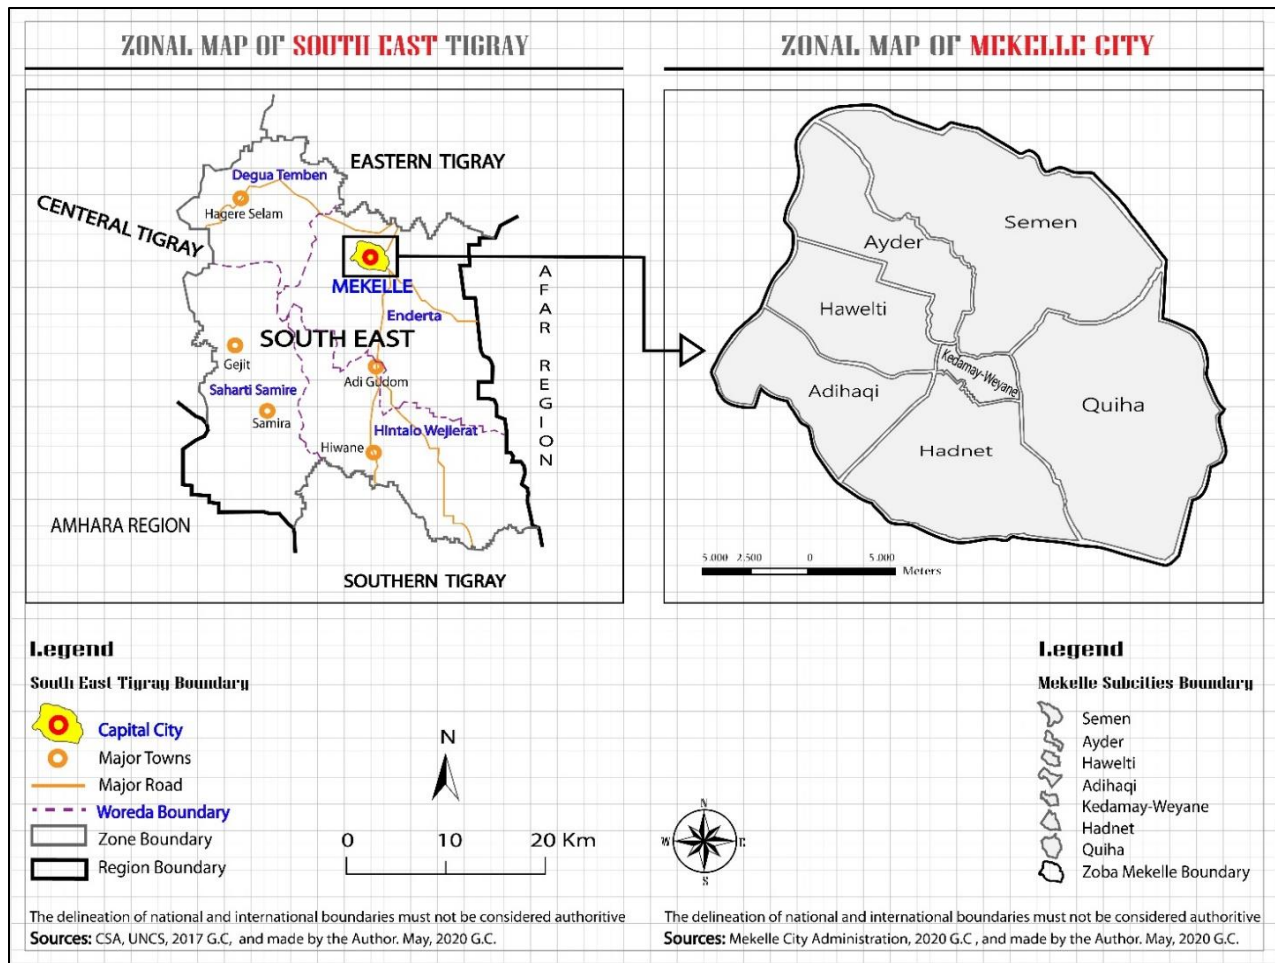 ZONAL MAP OF SOUTH EAST TIGRAY
EASTERN TIGRAY
Degua Temben
Hagere Selam
CENTERAL TIGRAY
MEKELLE
Enderta
SOUTH EAST
AFAR REGION
Gejit
Adi Gudom
Saharti Samire
Samira
Hintalo Wejierat
Hiwane
AMHARA REGION
SOUTHERN TIGRAY
ZONAL MAP OF MEKELLE CITY
Semen
Ayder
Hawelti
Kedamay-Weyane
Adihaqi
Quiha
Hadnet
5.000 2,500 0 5.000
Meters
Legend
South East Tigray Boundary
Capital City
Major Towns
Major Road
Woreda Boundary
Zone Boundary
Region Boundary
N
0 10 20 Km
N
W E
S
Legend
Mekelle Subcities Boundary
Semen
Ayder
Hawelti
Adihaqi
Kedamay-Weyane
Hadnet
Quiha
Zoba Mekelle Boundary
The delineation of national and international boundaries must not be considered authoritive
Sources: CSA, UNCS, 2017 G.C, and made by the Author. May, 2020 G.C.
The delineation of national and international boundaries must not be considered authoritive
Sources: Mekelle City Administration, 2020 G.C , and made by the Author. May, 2020 G.C.